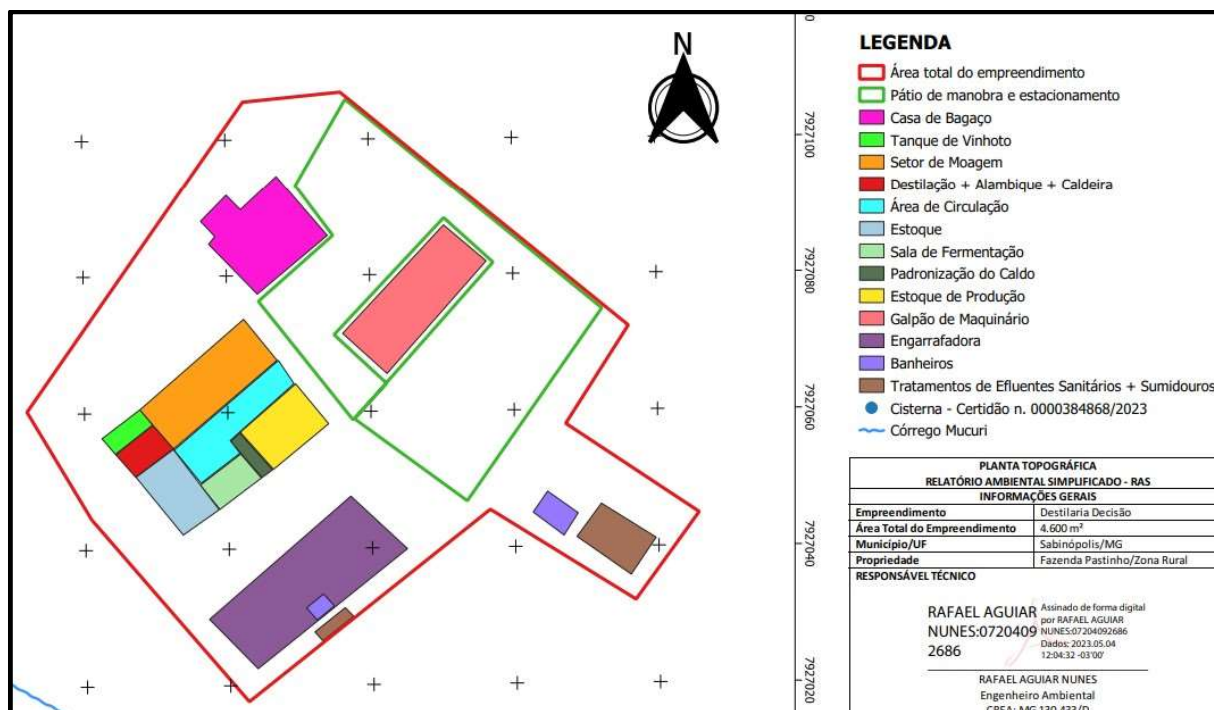 N
0
7927100
7927080
7927060
7927040
7927020
LEGENDA
Área total do empreendimento
Pátio de manobra e estacionamento
Casa de Bagaço
Tanque de Vinhoto
Setor de Moagem
Destilação + Alambique + Caldeira
Área de Circulação
Estoque
Sala de Fermentação
Padronização do Caldo
Estoque de Produção
Galpão de Maquinário
Engarrafadora
Banheiros
Tratamentos de Efluentes Sanitários + Sumidouros
Cisterna - Certidão n. 0000384868/2023
Córrego Mucuri
PLANTA TOPOGRÁFICA
RELATÓRIO AMBIENTAL SIMPLIFICADO - RAS
INFORMAÇÕES GERAIS
Empreendimento Destilaria Decisão
Área Total do Empreendimento 4.600 m²
Município/UF Sabinópolis/MG
Propriedade Fazenda Pastinho/Zona Rural
RESPONSÁVEL TÉCNICO
RAFAEL AGUIAR
NUNES:0720409
2686
Assinado de forma digital
por RAFAEL AGUIAR
NUNES:07204092686
Dados: 2023.05.04
12:04:32 -03'00'
RAFAEL AGUIAR NUNES
Engenheiro Ambiental
CREA: MG 130.433/D